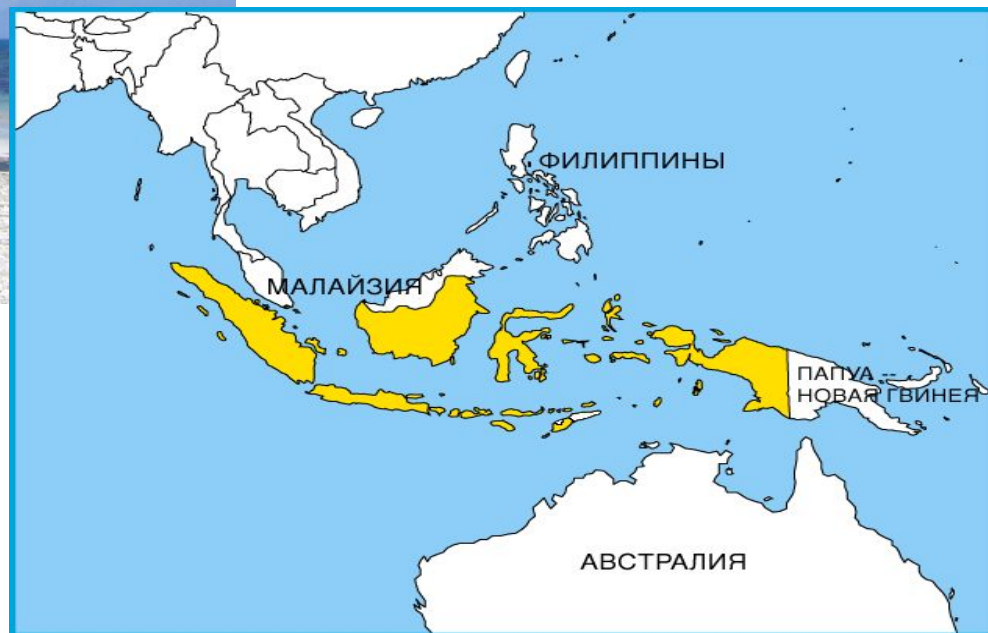 ФИЛИППИНЫ
МАЛАЙЗИЯ
ПАПУА --
НОВАЯ ГВИНЕЯ
АВСТРАЛИЯ